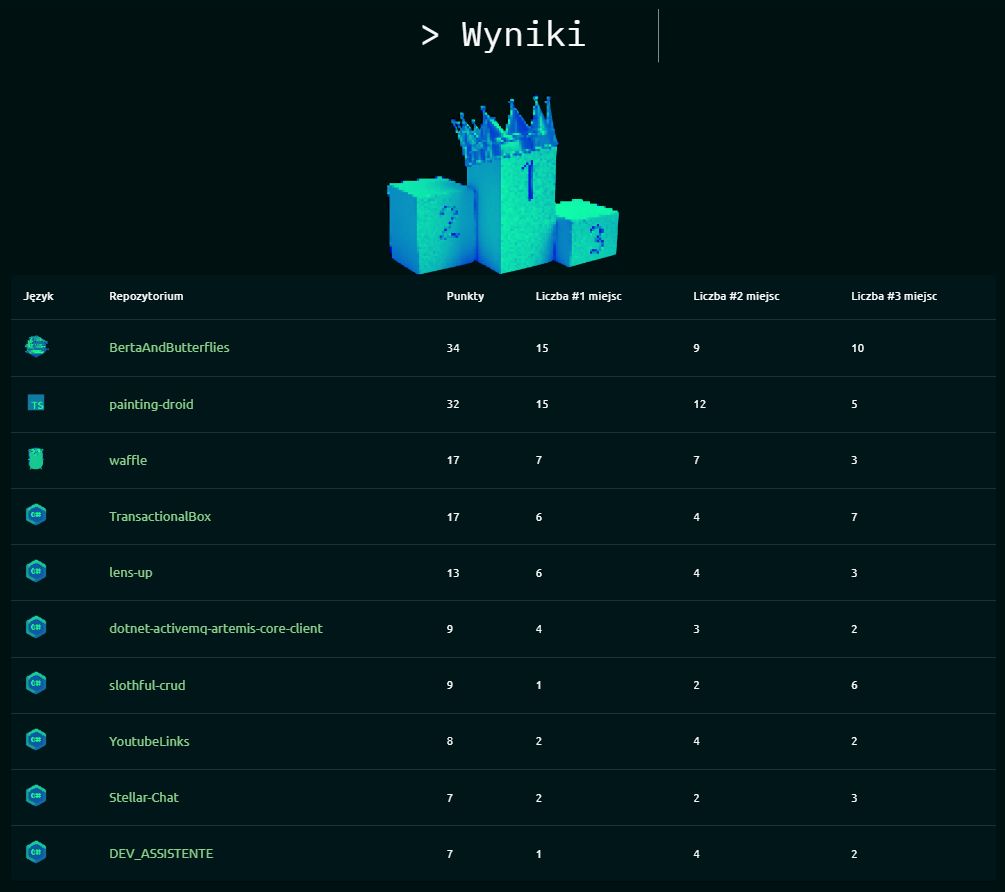 > Wyniki
1
2
3
Język Repozytorium Punkty Liczba #1 miejsc Liczba #2 miejsc Liczba #3 miejsc
BertaAndButterflies 34 15 9 10
TS painting-droid 32 15 12 5
waffle 17 7 7 3
C# TransactionalBox 17 6 4 7
C# lens-up 13 6 4 3
C# dotnet-activemq-artemis-core-client 9 4 3 2
C# slothful-crud 9 1 2 6
C# YoutubeLinks 8 2 4 2
C# Stellar-Chat 7 2 2 3
C# DEV_ASSISTENTE 7 1 4 2